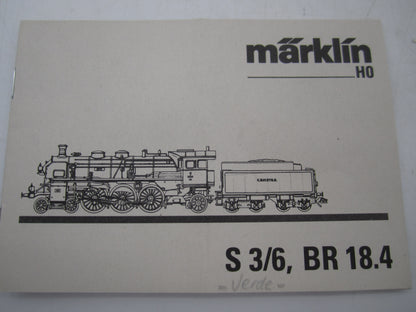 märklin
HO
S 3/6, BR 18.4
"Verde"